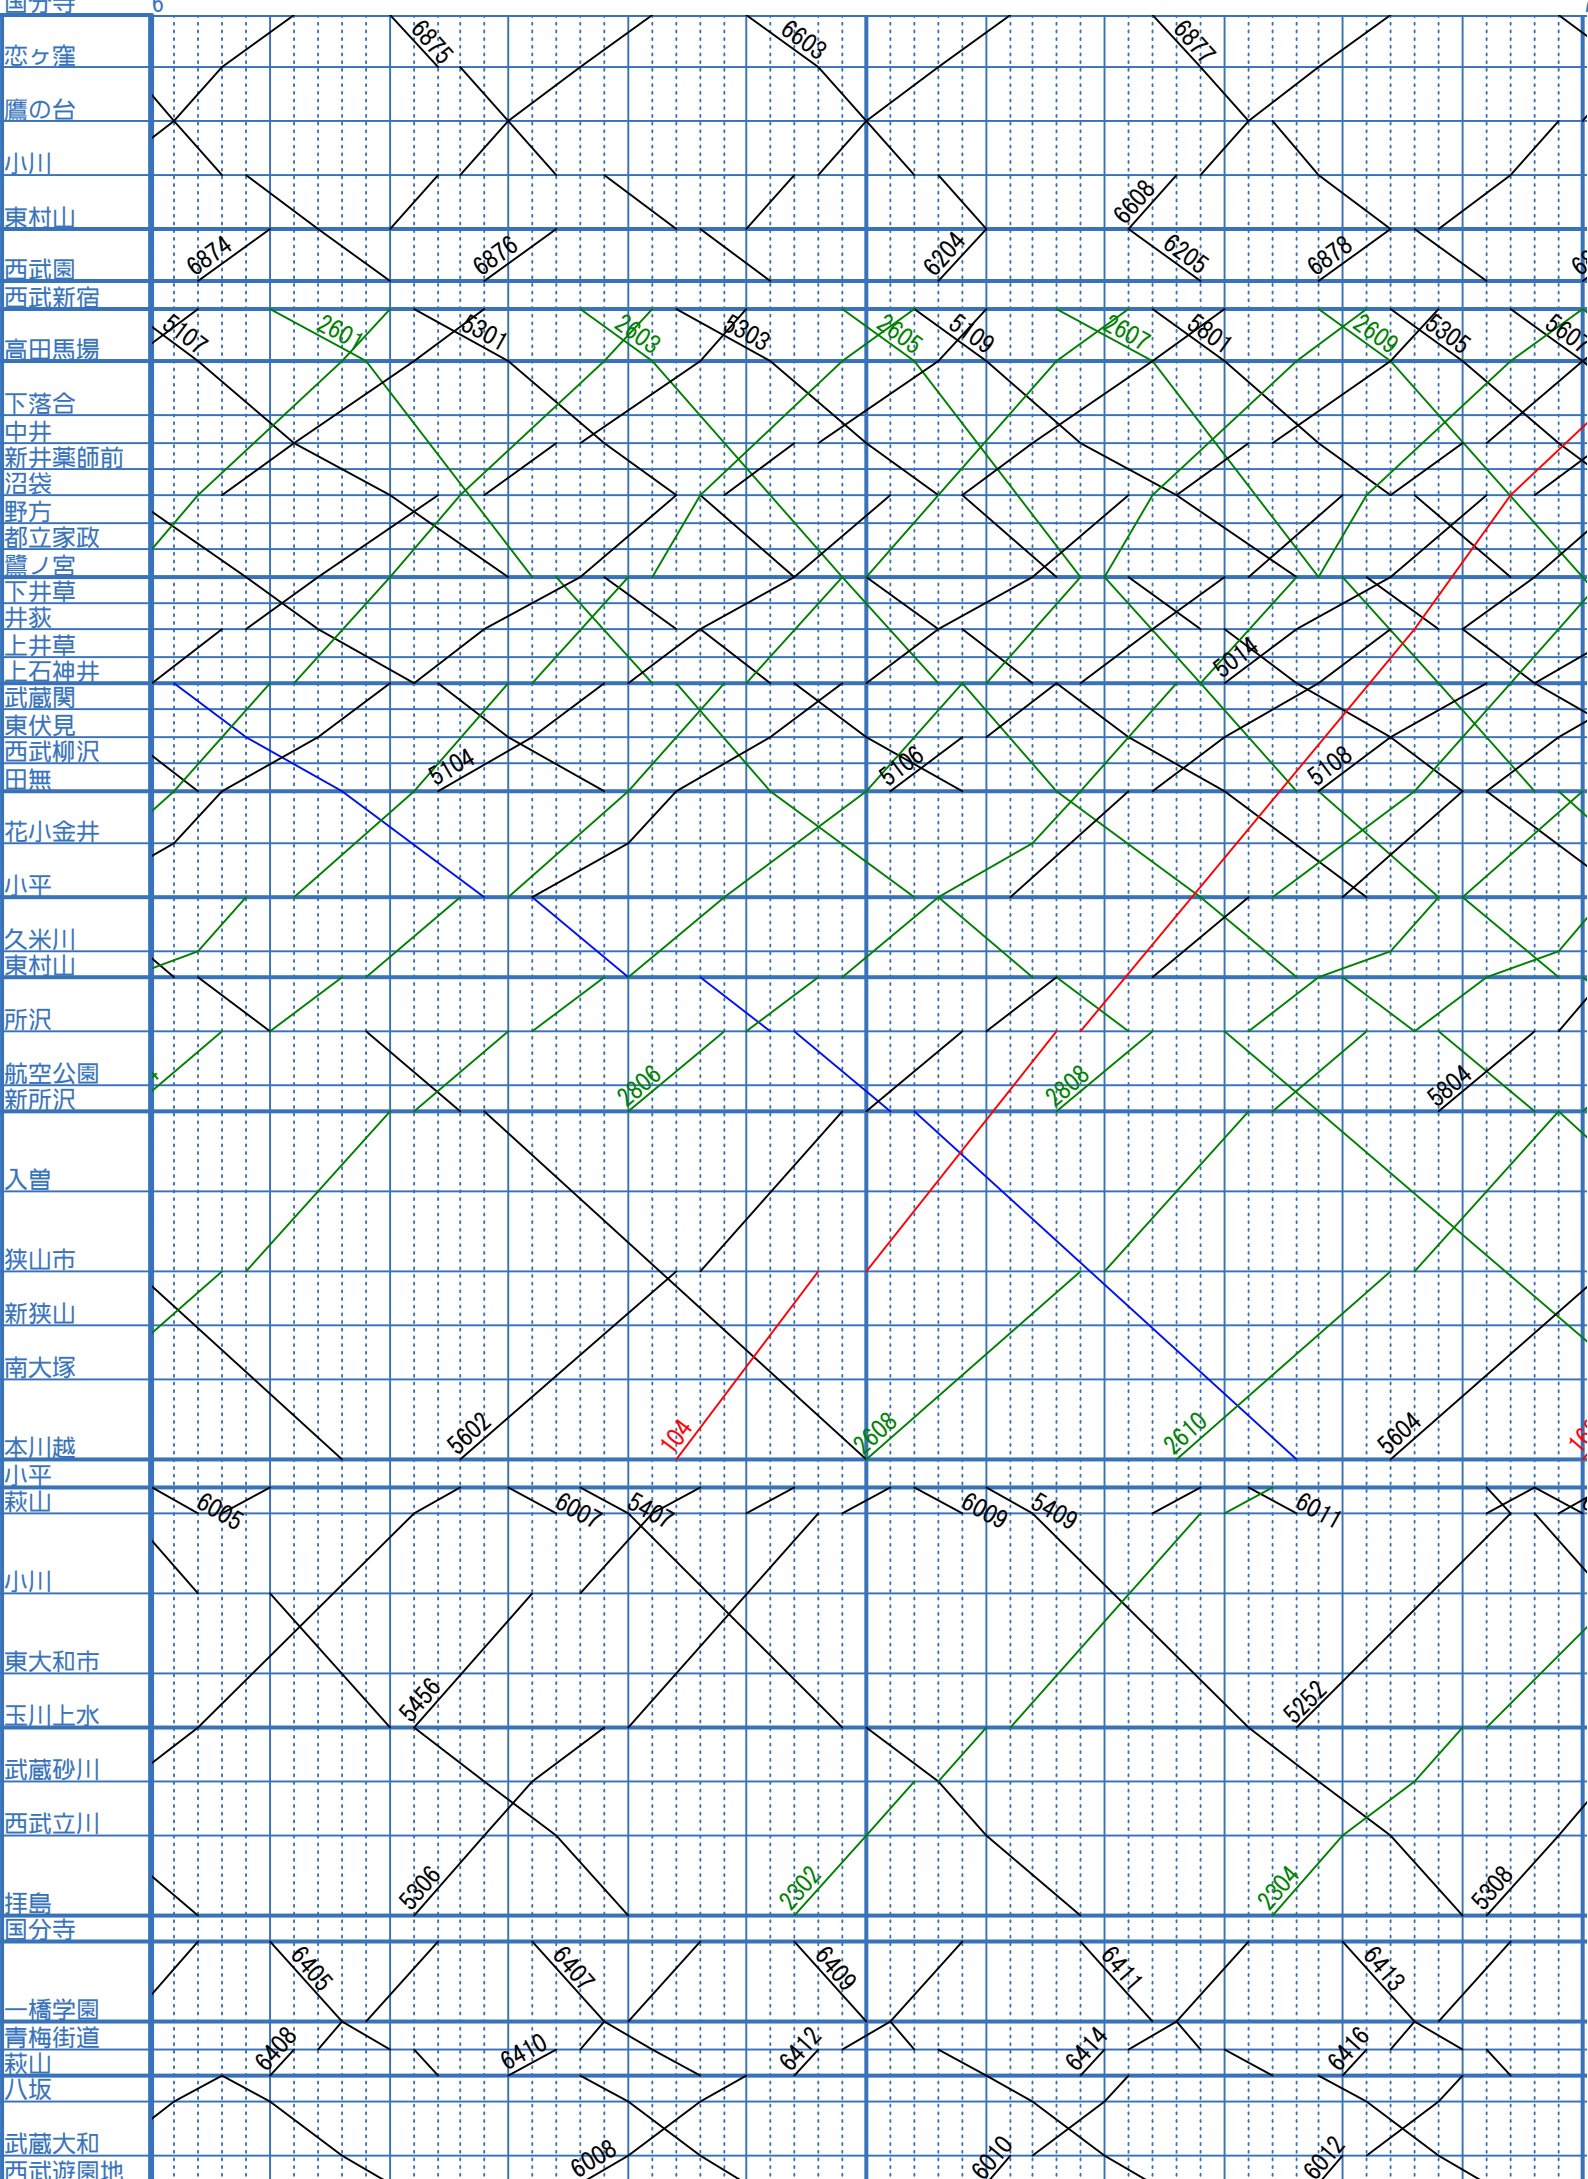 国分寺 6
恋ヶ窪 6875 6603 6877
鷹の台
小川
東村山 6608
西武園 6874 6876 6204 6205 6878
西武新宿
高田馬場 5107 2601 5301 2603 5303 2605 5109 2607 5801 2609 5305 5607
下落合
中井
新井薬師前
沼袋
野方
都立家政
鷺ノ宮
下井草
井荻
上井草
上石神井 5014
武蔵関
東伏見
西武柳沢
田無 5104 5106 5108
花小金井
小平
久米川
東村山
所沢
航空公園
新所沢 2806 2808 5804
入曽
狭山市
新狭山
南大塚
本川越 5602 104 2608 2610 5604
小平
萩山 6005 6007 5407 6009 5409 6011
小川
東大和市
玉川上水 5456 5252
武蔵砂川
西武立川
拝島 5306 2302 2304 5308
国分寺
一橋学園 6405 6407 6409 6411 6413
青梅街道
萩山 6408 6410 6412 6414 6416
八坂
武蔵大和
西武遊園地 6008 6010 6012